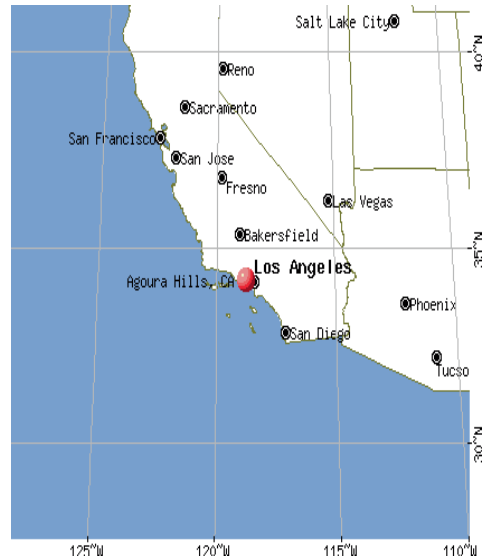 Salt Lake City
40°N
Reno
Sacramento
San Francisco
San Jose
Fresno
Las Vegas
Bakersfield
35°N
Los Angeles
Agoura Hills, CA
Phoenix
San Diego
Tucso
30°N
125°W
120°W
115°W
110°W